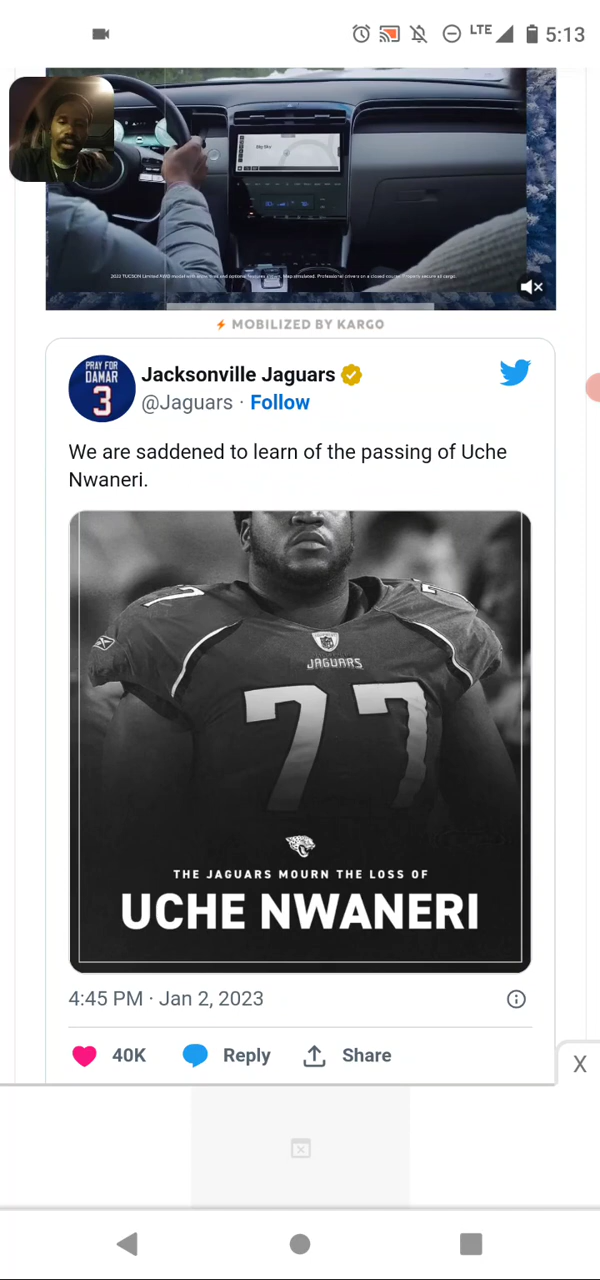 LTE 5:13
MOBILIZED BY KARGO
PRAY FOR
DAMAR
3
Jacksonville Jaguars
@Jaguars · Follow
We are saddened to learn of the passing of Uche
Nwaneri.
77
JAGUARS
77
THE JAGUARS MOURN THE LOSS OF
UCHE NWANERI
4:45 PM · Jan 2, 2023
40K Reply Share
X